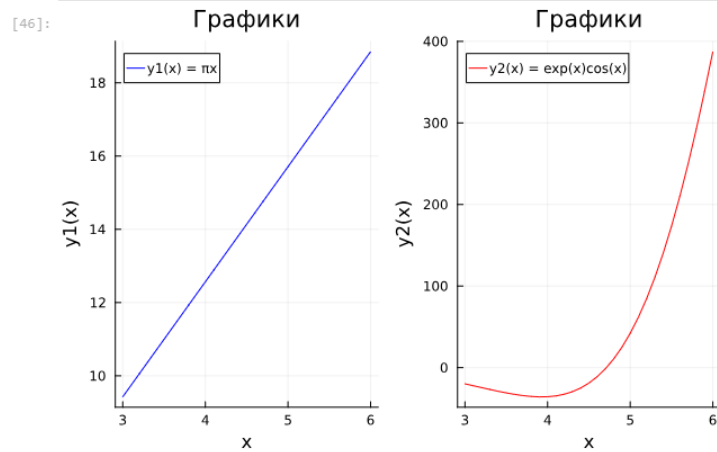 [46]:
Графики
y1(x)
18
16
14
12
10
y1(x) = πx
3 4 5 6
x
Графики
y2(x)
400
300
200
100
0
y2(x) = exp(x)cos(x)
3 4 5 6
x